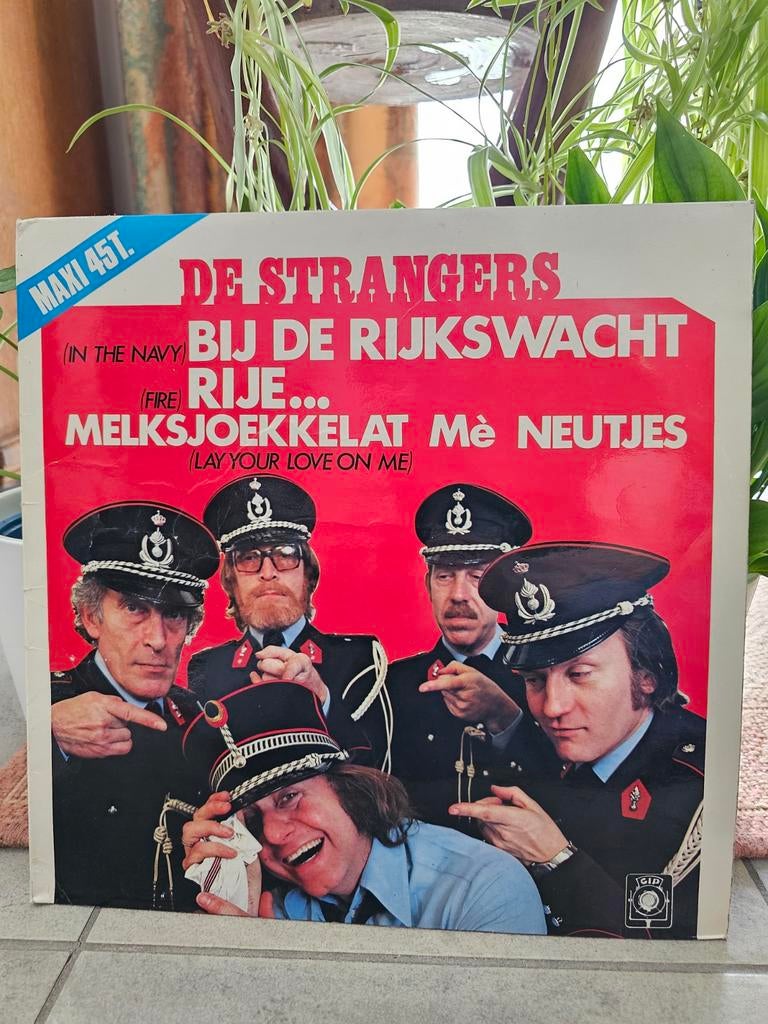 MAXI 45T.
DE STRANGERS
(IN THE NAVY) BIJ DE RIJKSWACHT
(FIRE) RIJE...
MELKSJOEKKELAT Mè NEUTJES
(LAY YOUR LOVE ON ME)
GIP